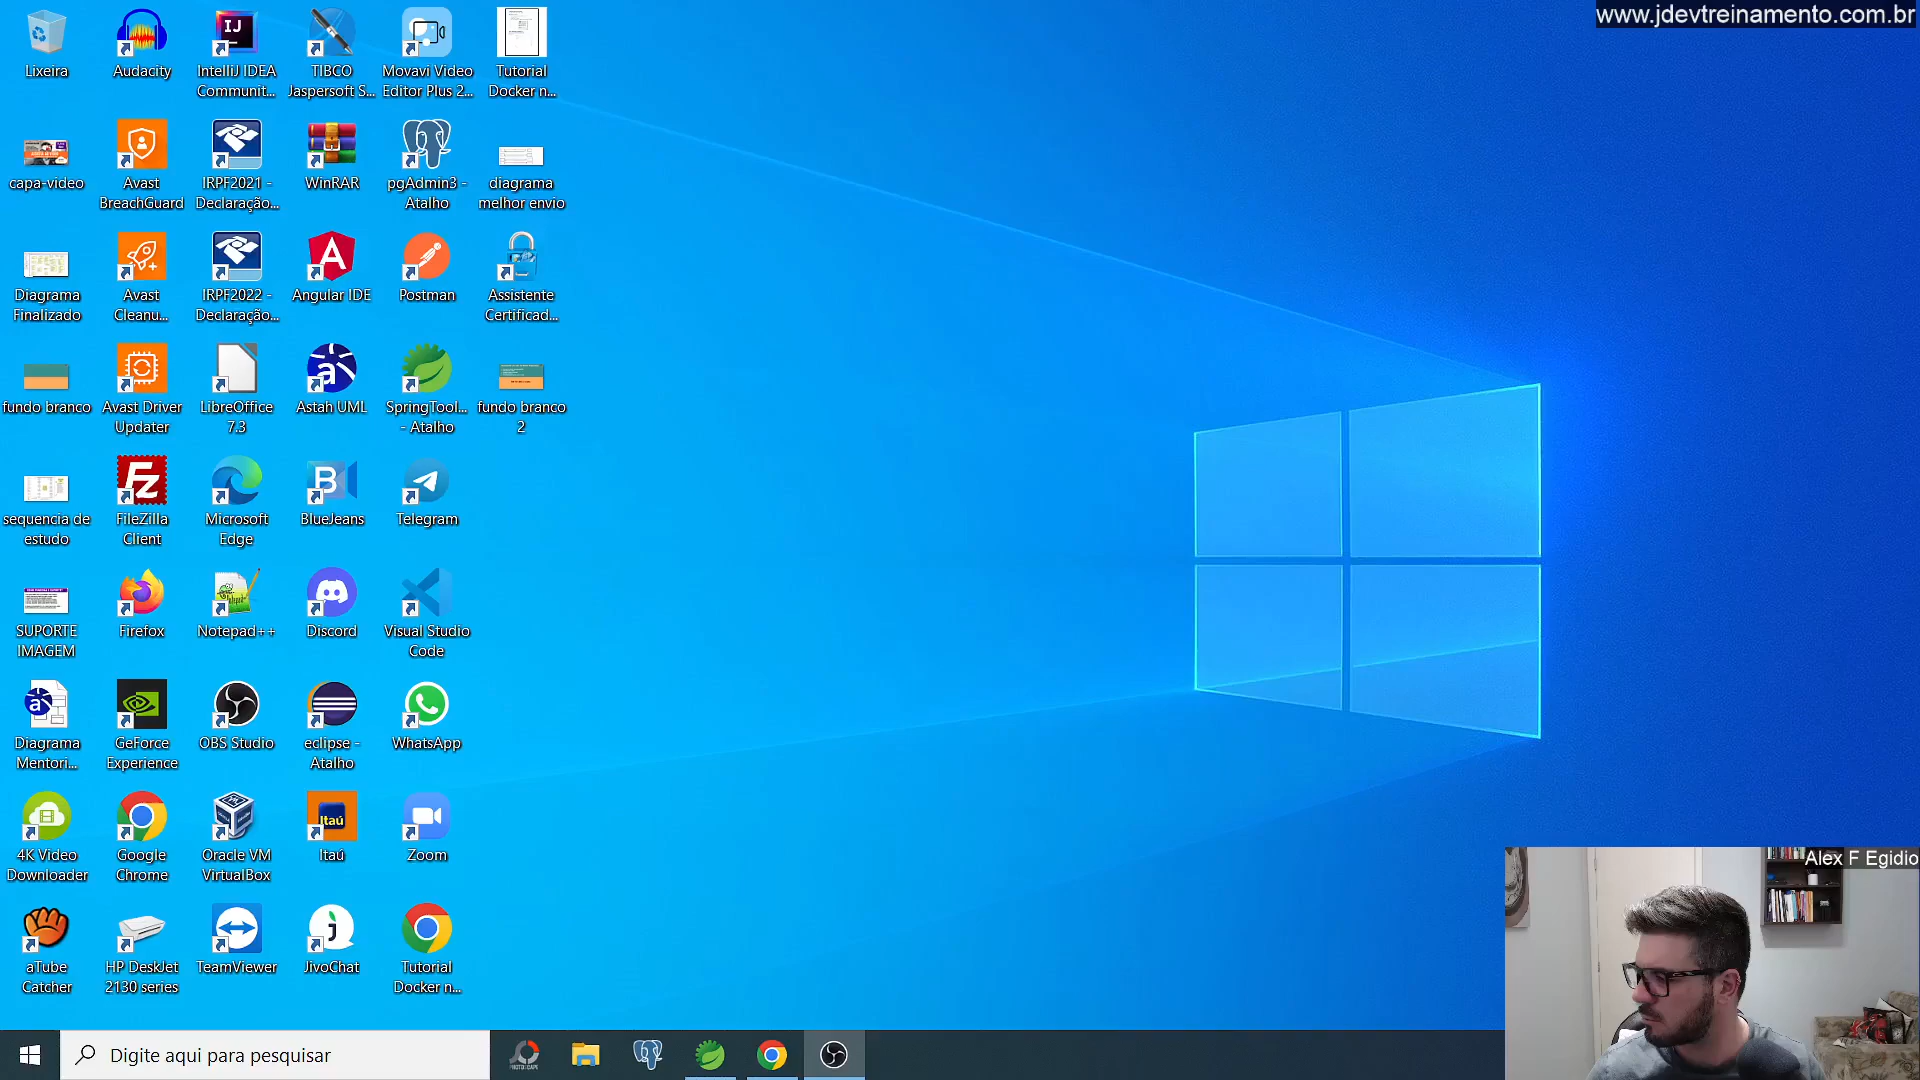 www.jdevtreinamento.com.br
Lixeira
Audacity
IntelliJ IDEA
Communit...
TIBCO
Jaspersoft S...
Movavi Video
Editor Plus 2...
Tutorial
Docker n...
capa-video
Avast
BreachGuard
IRPF2021 -
Declaração...
WinRAR
pgAdmin3 -
Atalho
diagrama
melhor envio
Diagrama
Finalizado
Avast
Cleanu...
IRPF2022 -
Declaração...
Angular IDE
Postman
Assistente
Certificad...
fundo branco
Avast Driver
Updater
LibreOffice
7.3
Astah UML
SpringTool...
- Atalho
fundo branco
2
sequencia de
estudo
FileZilla
Client
Microsoft
Edge
BlueJeans
Telegram
SUPORTE
IMAGEM
Firefox
Notepad++
Discord
Visual Studio
Code
Diagrama
Mentori...
GeForce
Experience
OBS Studio
eclipse -
Atalho
WhatsApp
4K Video
Downloader
Google
Chrome
Oracle VM
VirtualBox
Itaú
Itaú
Zoom
Alex F Egidio
aTube
Catcher
HP DeskJet
2130 series
TeamViewer
JivoChat
Tutorial
Docker n...
Digite aqui para pesquisar